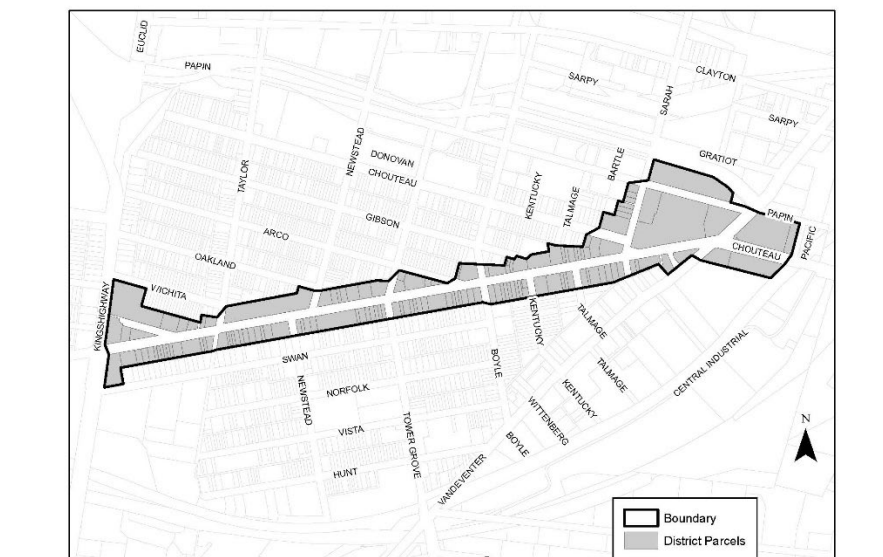 EUCLID
PAPIN
CLAYTON
SARPY
SARAH
SARPY
NEWSTEAD
DONOVAN
BARTLE
GRATIOT
TAYLOR
CHOUTEAU
KENTUCKY
TALMAGE
GIBSON
PAPIN
ARCO
PACIFIC
CHOUTEAU
OAKLAND
WICHITA
KINGSHIGHWAY
KENTUCKY
TALMAGE
SWAN
BOYLE
CENTRAL INDUSTRIAL
NEWSTEAD
NORFOLK
TALMAGE
KENTUCKY
WITTENBERG
TOWER GROVE
VISTA
BOYLE
N
HUNT
VANDEVENTER
Boundary
District Parcels